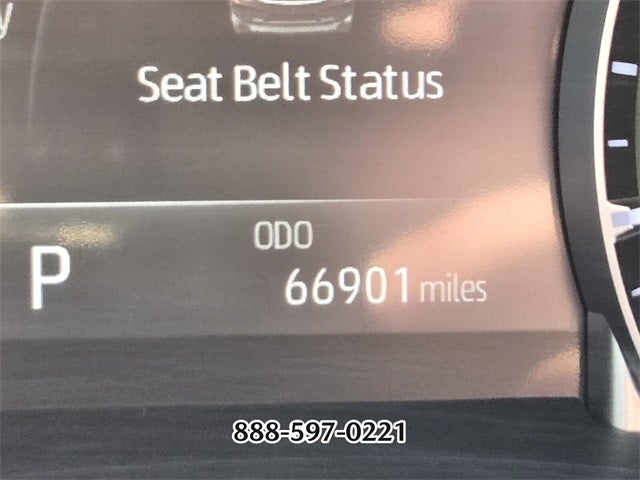 Seat Belt Status
ODO
P
66901 miles
888-597-0221